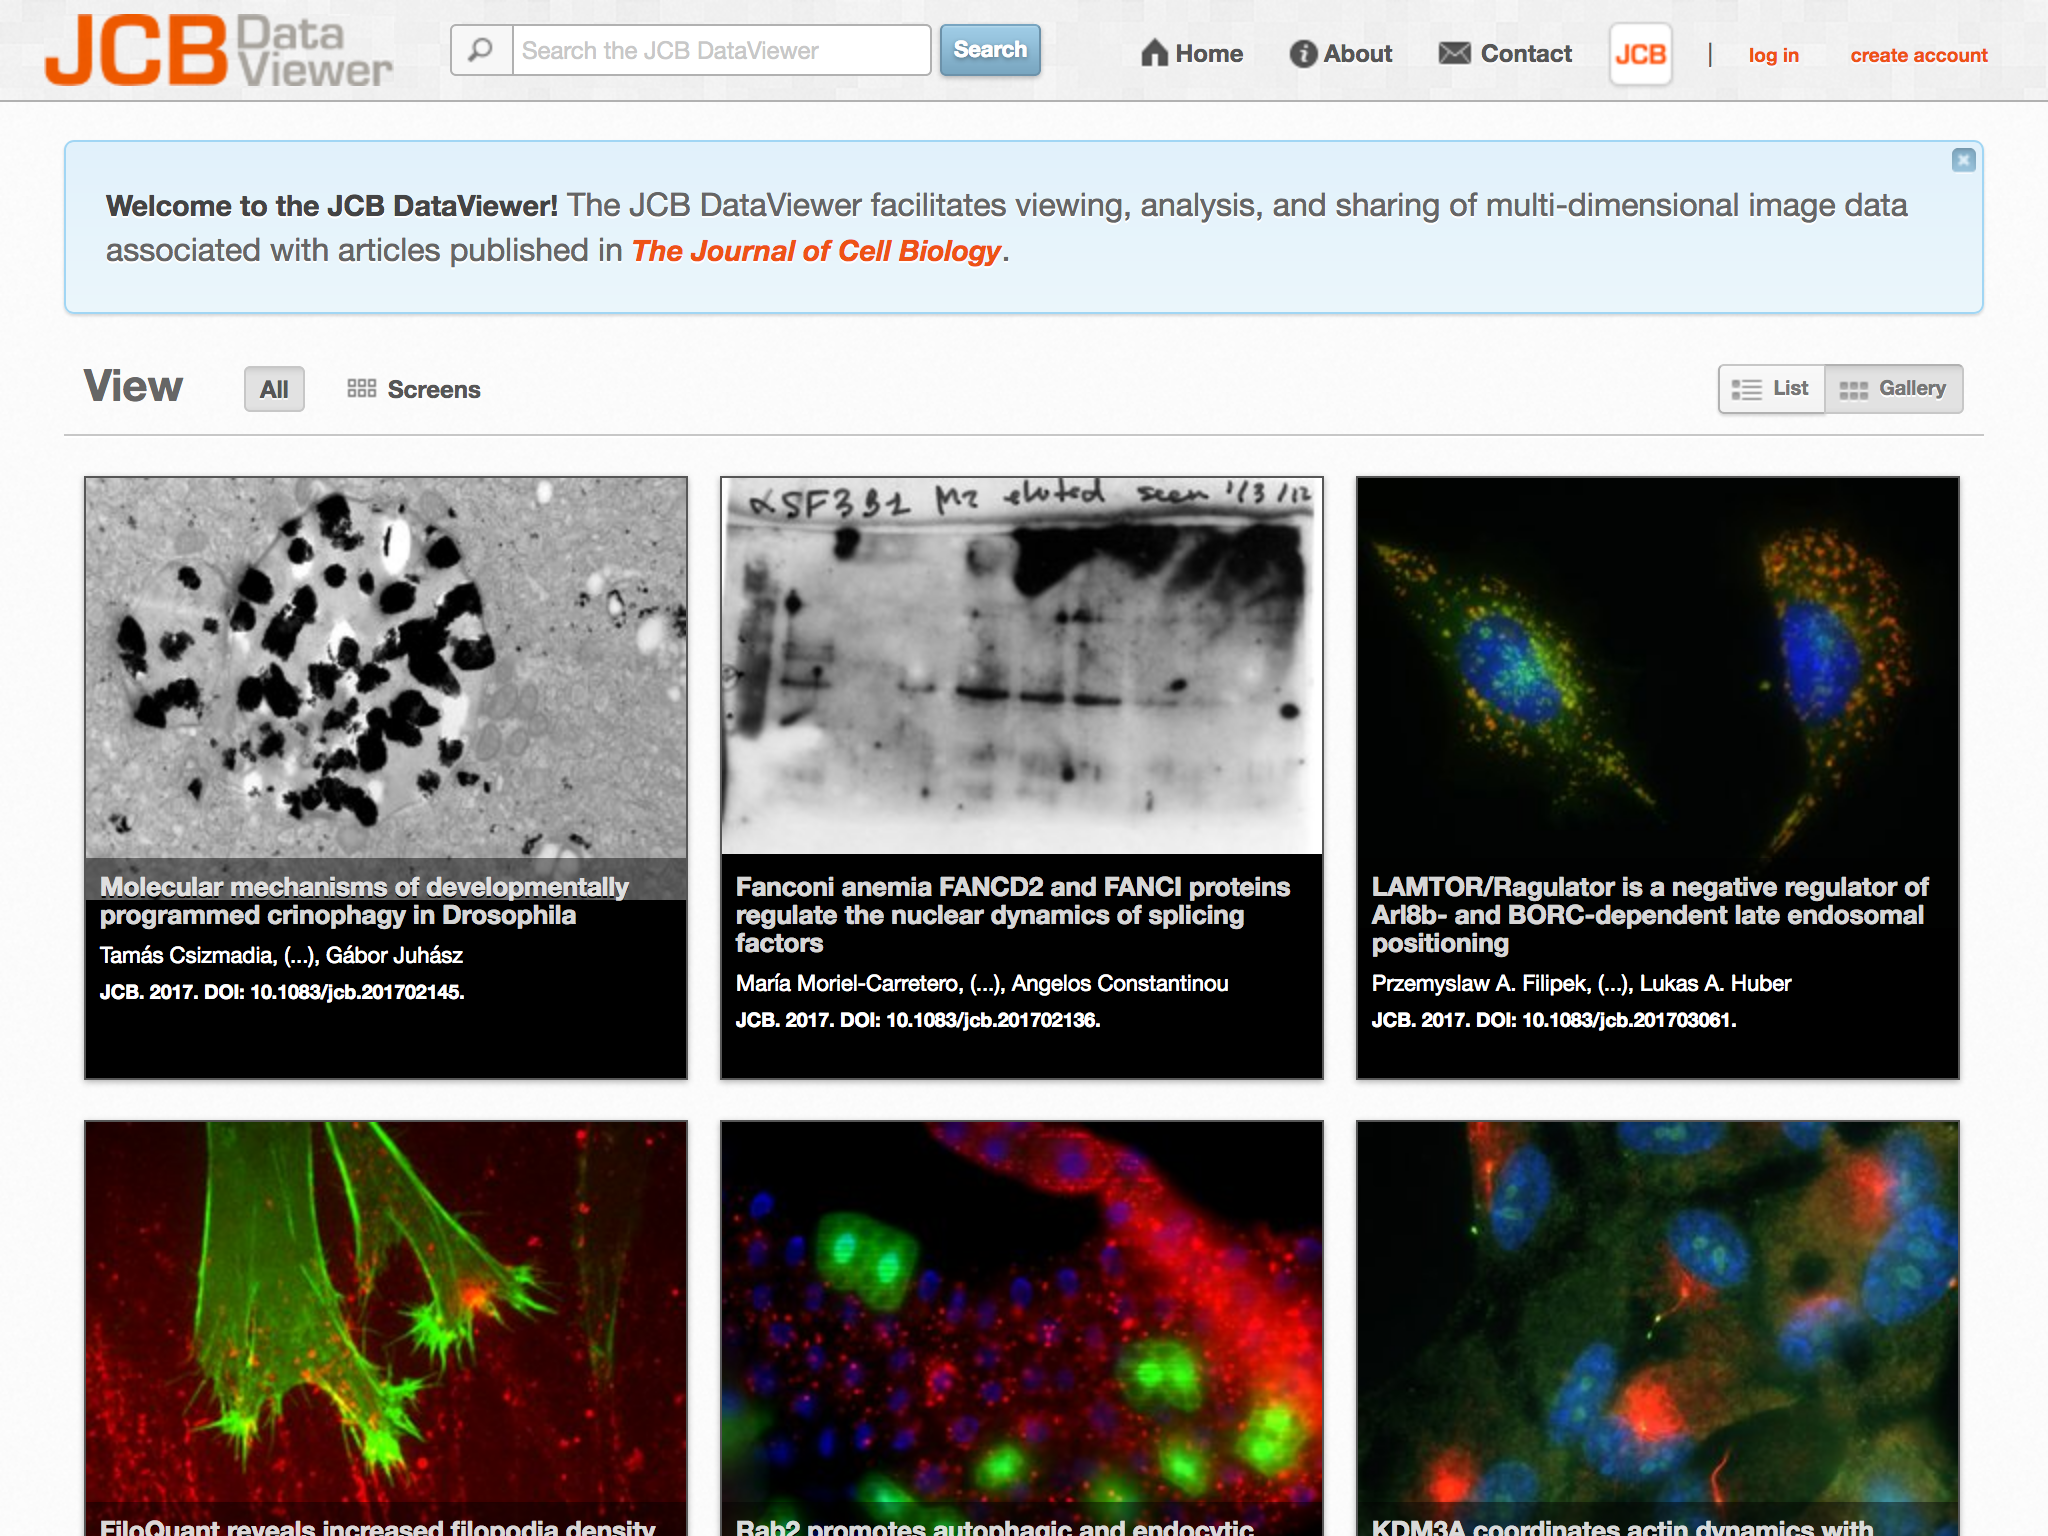 JCB Data Viewer
Search the JCB DataViewer
Search
Home
About
Contact
JCB
|
log in
create account
Welcome to the JCB DataViewer! The JCB DataViewer facilitates viewing, analysis, and sharing of multi-dimensional image data
associated with articles published in The Journal of Cell Biology.
View
All
Screens
List
Gallery
αSF3B1 M2 eluted seen 1/3/12
Molecular mechanisms of developmentally
programmed crinophagy in Drosophila
Tamás Csizmadia, (...), Gábor Juhász
JCB. 2017. DOI: 10.1083/jcb.201702145.
Fanconi anemia FANCD2 and FANCI proteins
regulate the nuclear dynamics of splicing
factors
María Moriel-Carretero, (...), Angelos Constantinou
JCB. 2017. DOI: 10.1083/jcb.201702136.
LAMTOR/Ragulator is a negative regulator of
Arl8b- and BORC-dependent late endosomal
positioning
Przemyslaw A. Filipek, (...), Lukas A. Huber
JCB. 2017. DOI: 10.1083/jcb.201703061.
FiloQuant reveals increased filopodia density
Rab2 promotes autophagic and endocytic
KDM3A coordinates actin dynamics with